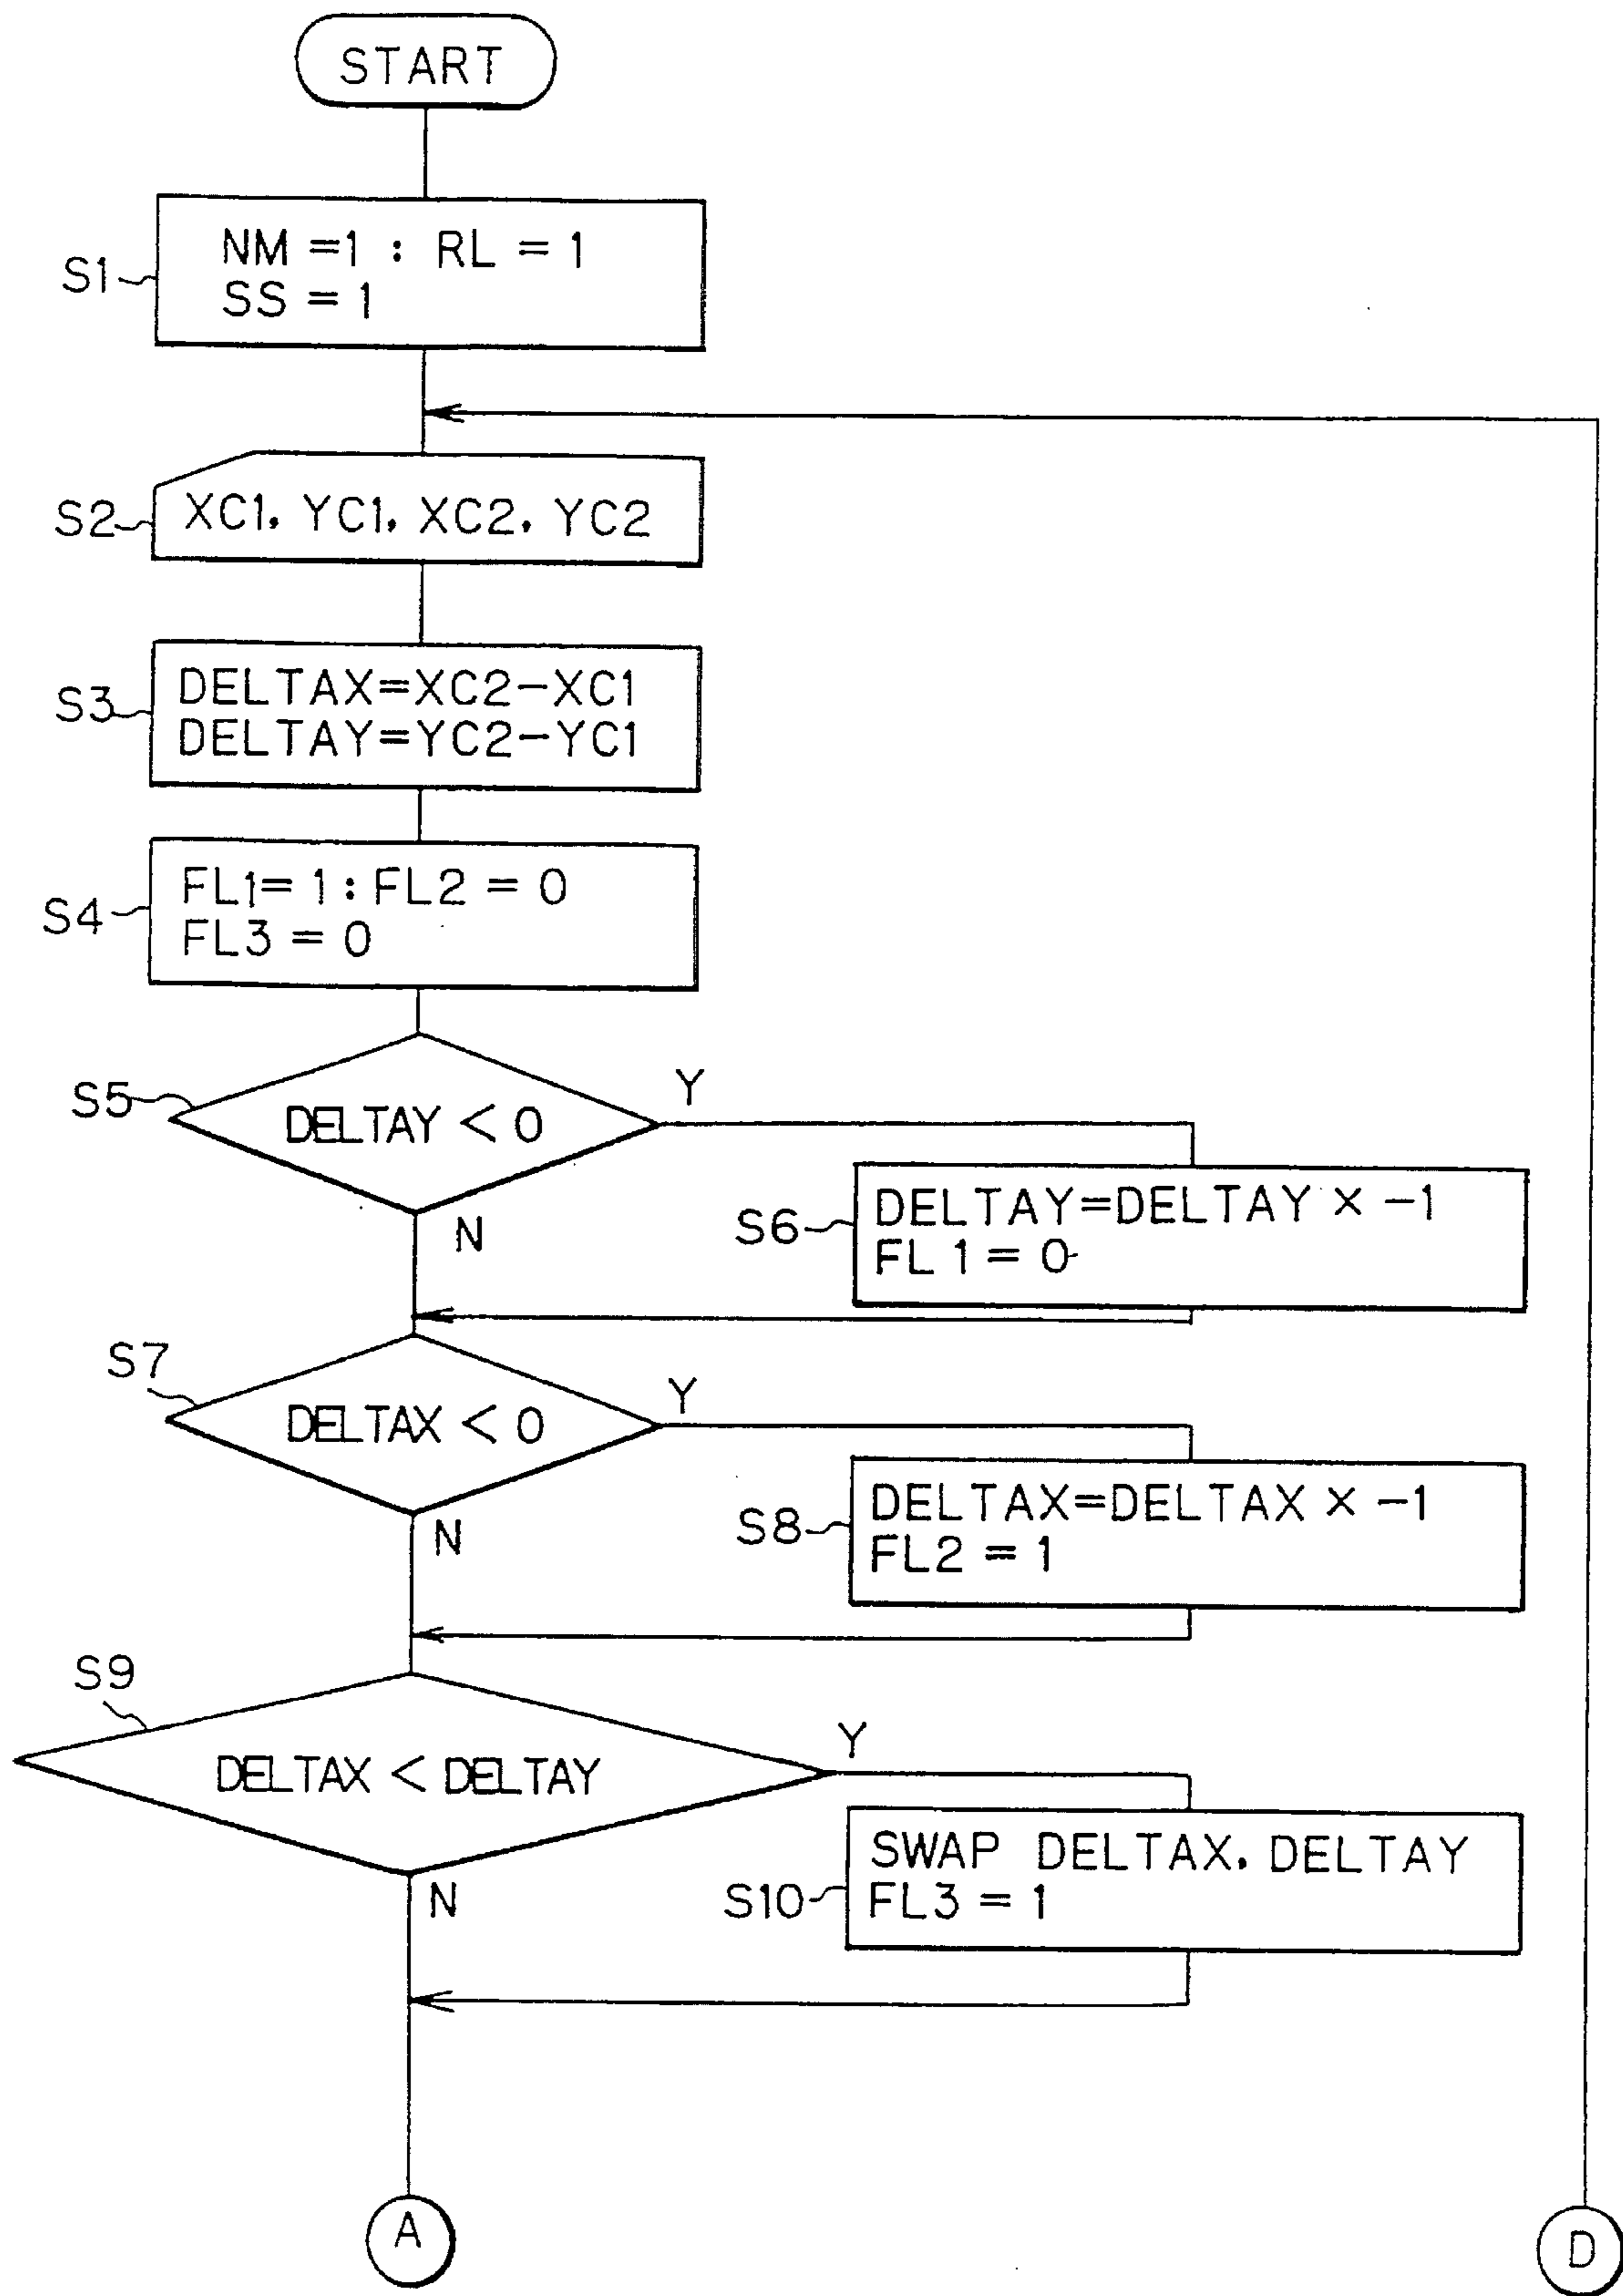 START
S1
NM =1 : RL = 1
SS = 1
S2
XC1, YC1, XC2, YC2
S3
DELTAX=XC2-XC1
DELTAY=YC2-YC1
S4
FL1= 1 : FL2 = 0
FL3 = 0
S5
DELTAY < 0
Y
N
S6
DELTAY=DELTAY × -1
FL 1 = 0
S7
DELTAX < 0
Y
N
S8
DELTAX=DELTAX × -1
FL2 = 1
S9
DELTAX < DELTAY
Y
N
S10
SWAP DELTAX, DELTAY
FL3 = 1
A
D